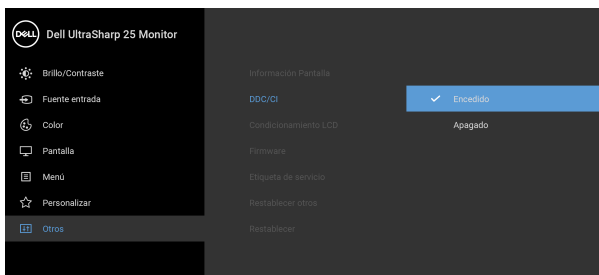 DELL Dell UltraSharp 25 Monitor
Brillo/Contraste
Fuente entrada
Color
Pantalla
Menú
Personalizar
Otros
Información Pantalla
DDC/CI
Condicionamiento LCD
Firmware
Etiqueta de servicio
Restablecer otros
Restablecer
Encedido
Apagado